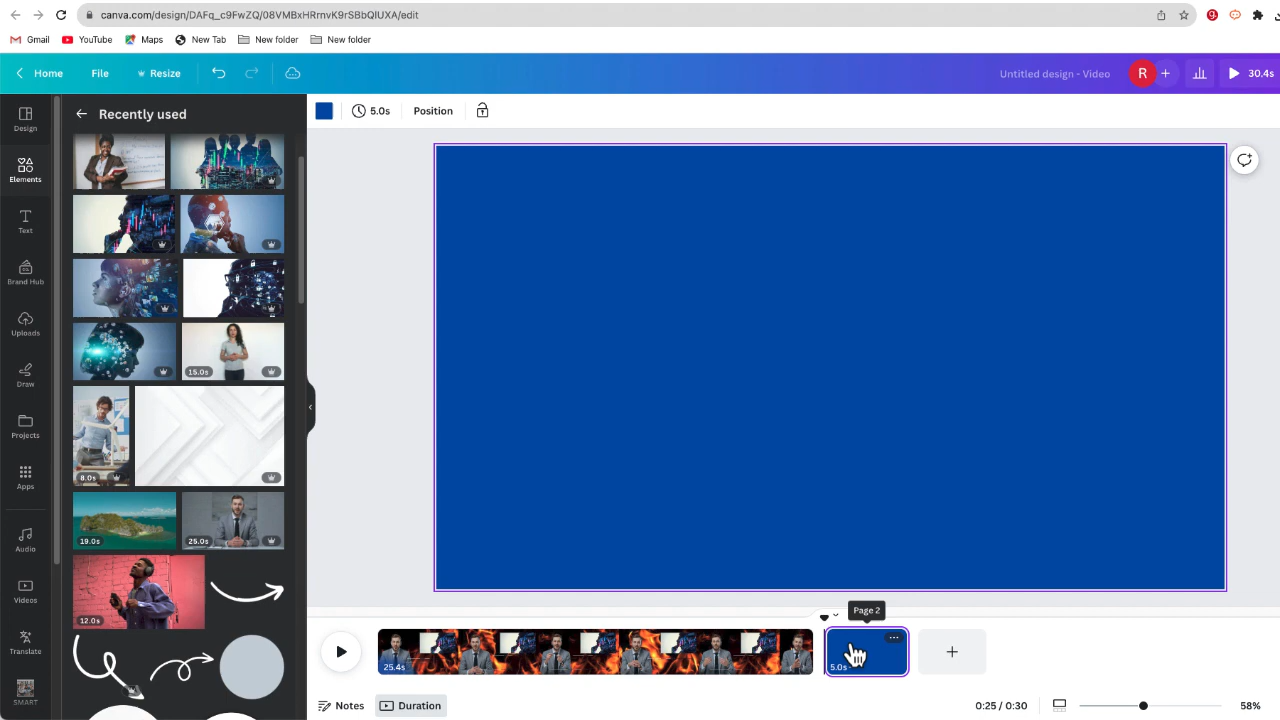 canva.com/design/DAFq_c9FwZQ/08VMBxHRrnvK9rSBbQIUXA/edit
Gmail YouTube Maps New Tab New folder New folder
Home File Resize Untitled design - Video R + 30.4s
Design
Elements
Text
Brand Hub
Uploads
Draw
Projects
Apps
Audio
Videos
Translate
SMART
Recently used
15.0s
8.0s
19.0s
25.0s
12.0s
5.0s Position
Page 2
25.4s
5.0s
Notes Duration 0:25 / 0:30 58%